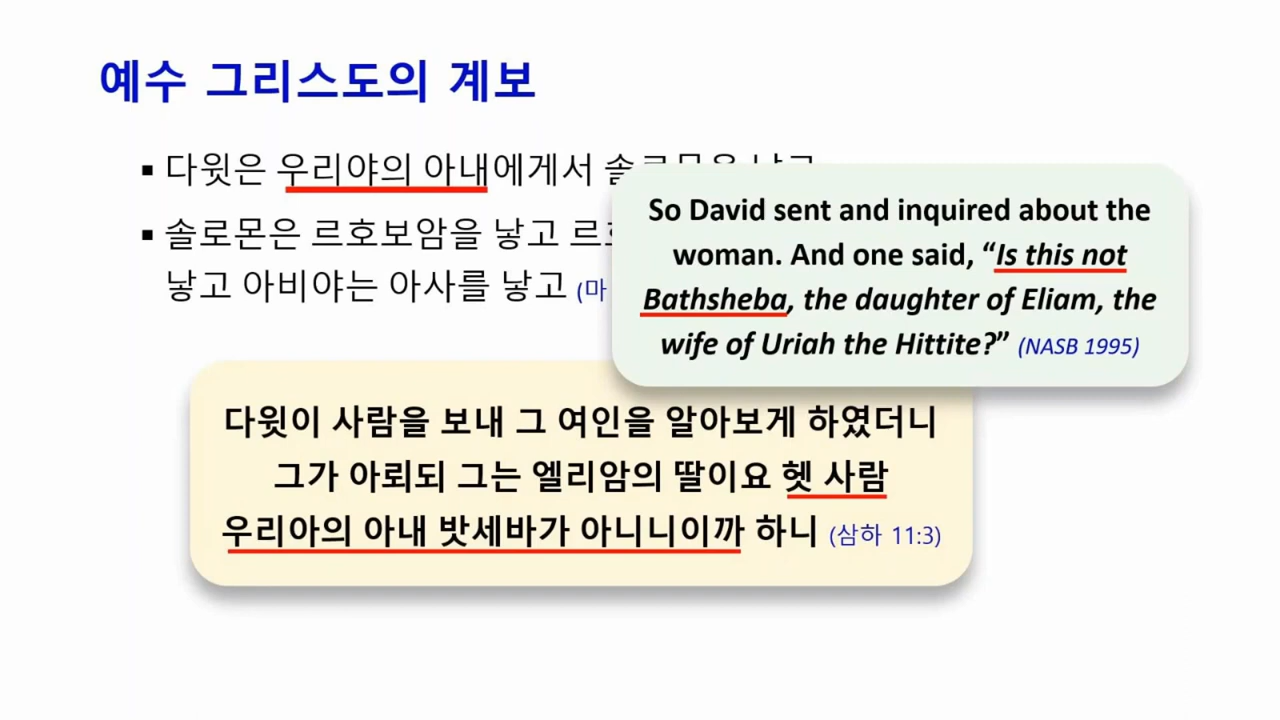 예수 그리스도의 계보
▪ 다윗은 우리야의 아내에게서
▪ 솔로몬은 르호보암을 낳고
낳고 아비야는 아사를 낳고 (마
So David sent and inquired about the
woman. And one said, “Is this not
Bathsheba, the daughter of Eliam, the
wife of Uriah the Hittite?” (NASB 1995)
다윗이 사람을 보내 그 여인을 알아보게 하였더니
그가 아뢰되 그는 엘리암의 딸이요 헷 사람
우리아의 아내 밧세바가 아니니이까 하니 (삼하 11:3)